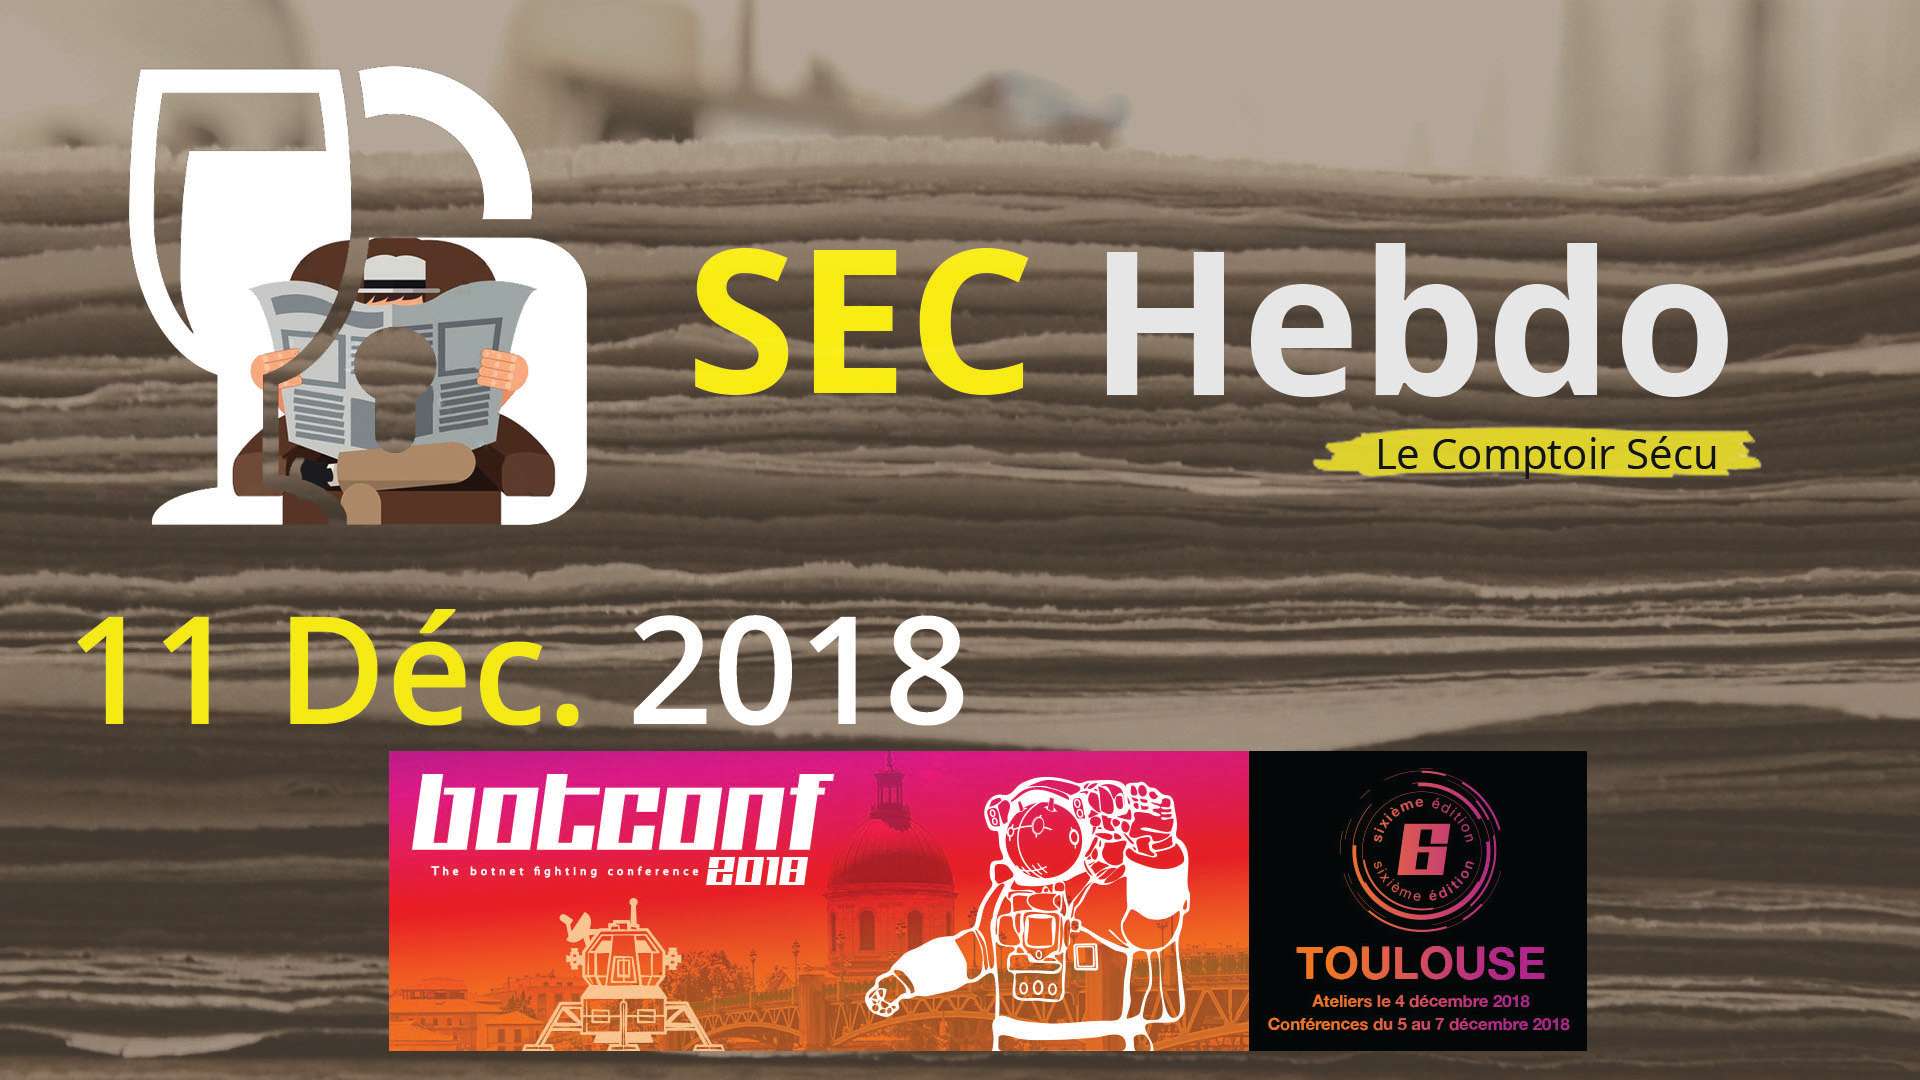 SEC Hebdo
Le Comptoir Sécu
11 Déc. 2018
botconf
The botnet fighting conference 2018
sixième édition
6
sixième édition
TOULOUSE
Ateliers le 4 décembre 2018
Conférences du 5 au 7 décembre 2018